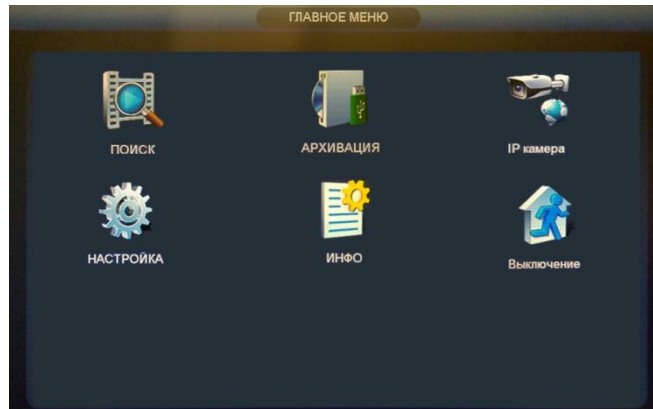 ГЛАВНОЕ МЕНЮ
ПОИСК
АРХИВАЦИЯ
IP камера
НАСТРОЙКА
ИНФО
Выключение